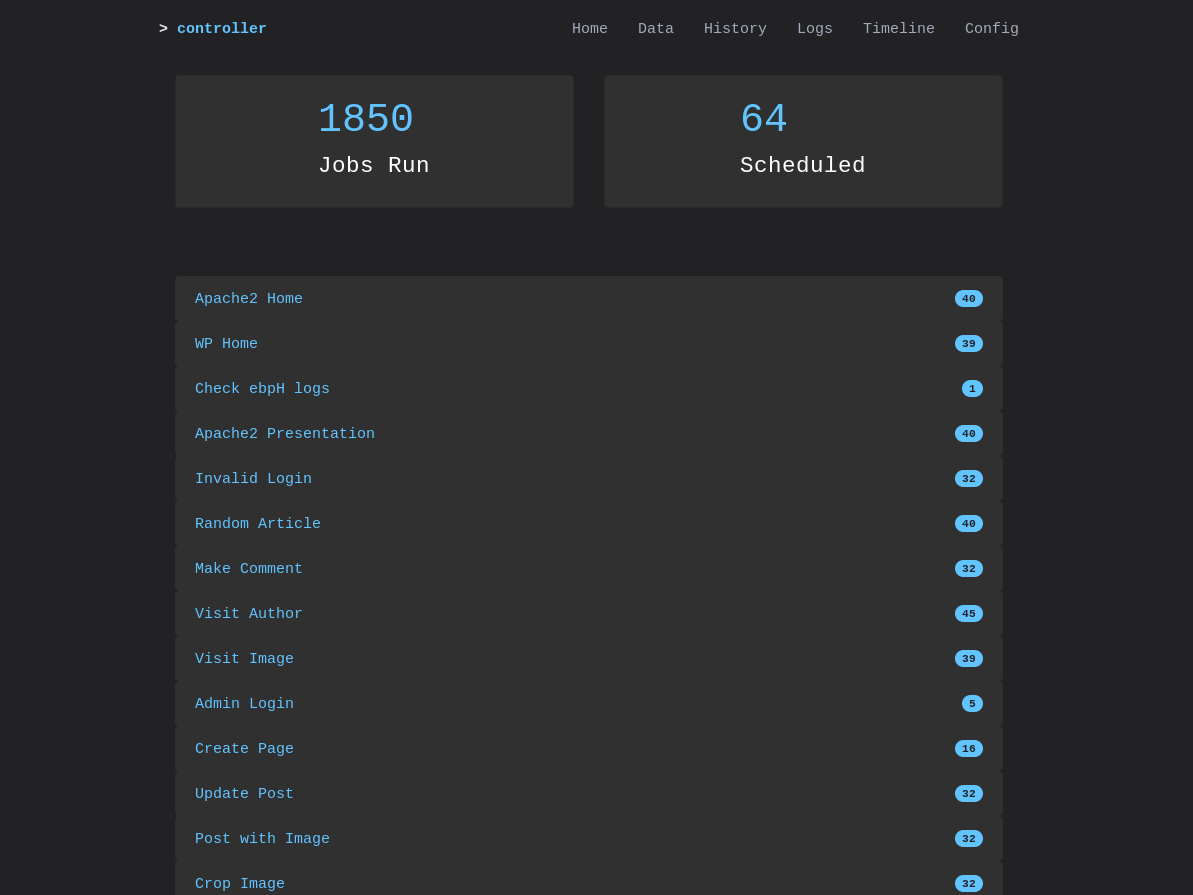 > controller Home Data History Logs Timeline Config
1850 64
Jobs Run Scheduled
Apache2 Home 40
WP Home 39
Check ebpH logs 1
Apache2 Presentation 40
Invalid Login 32
Random Article 40
Make Comment 32
Visit Author 45
Visit Image 39
Admin Login 5
Create Page 16
Update Post 32
Post with Image 32
Crop Image 32